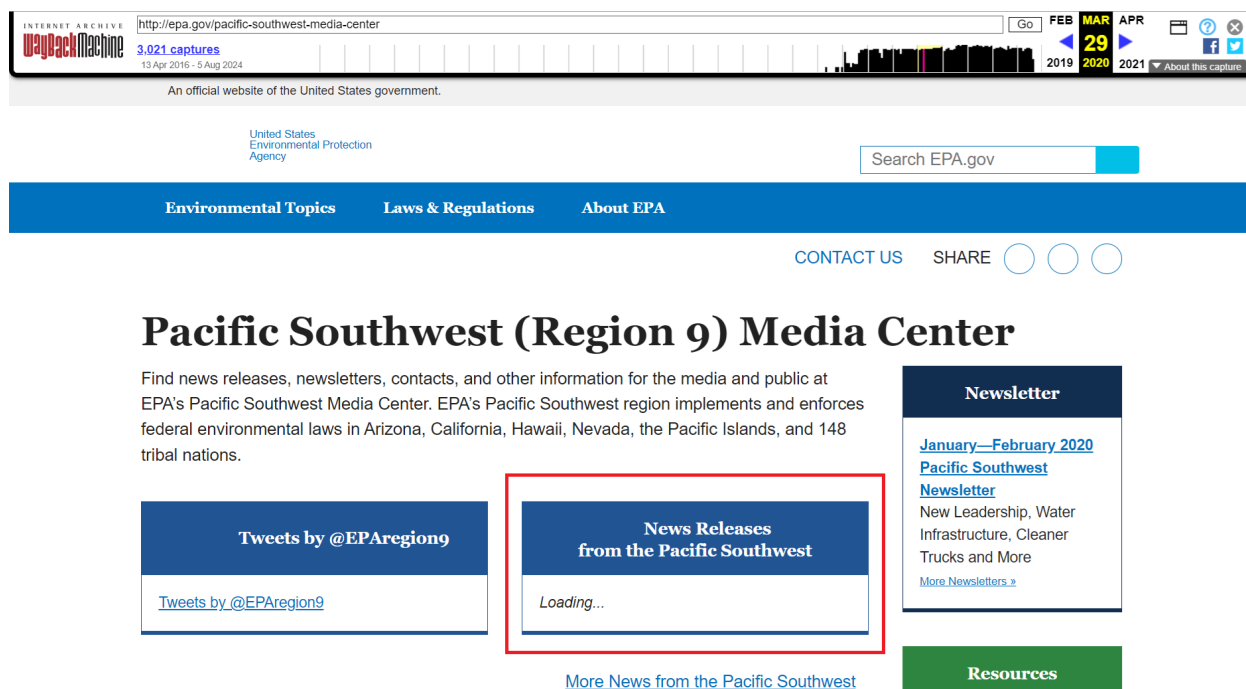 INTERNET ARCHIVE
WayBackMachine
http://epa.gov/pacific-southwest-media-center
Go
FEB MAR APR
3,021 captures
29
13 Apr 2016 - 5 Aug 2024
2019 2020 2021
About this capture
An official website of the United States government.
United States
Environmental Protection
Agency
Search EPA.gov
Environmental Topics Laws & Regulations About EPA
CONTACT US SHARE
Pacific Southwest (Region 9) Media Center
Find news releases, newsletters, contacts, and other information for the media and public at
EPA's Pacific Southwest Media Center. EPA's Pacific Southwest region implements and enforces
federal environmental laws in Arizona, California, Hawaii, Nevada, the Pacific Islands, and 148
tribal nations.
Tweets by @EPAregion9
Tweets by @EPAregion9
News Releases
from the Pacific Southwest
Loading...
More News from the Pacific Southwest
Newsletter
January—February 2020
Pacific Southwest
Newsletter
New Leadership, Water
Infrastructure, Cleaner
Trucks and More
More Newsletters »
Resources